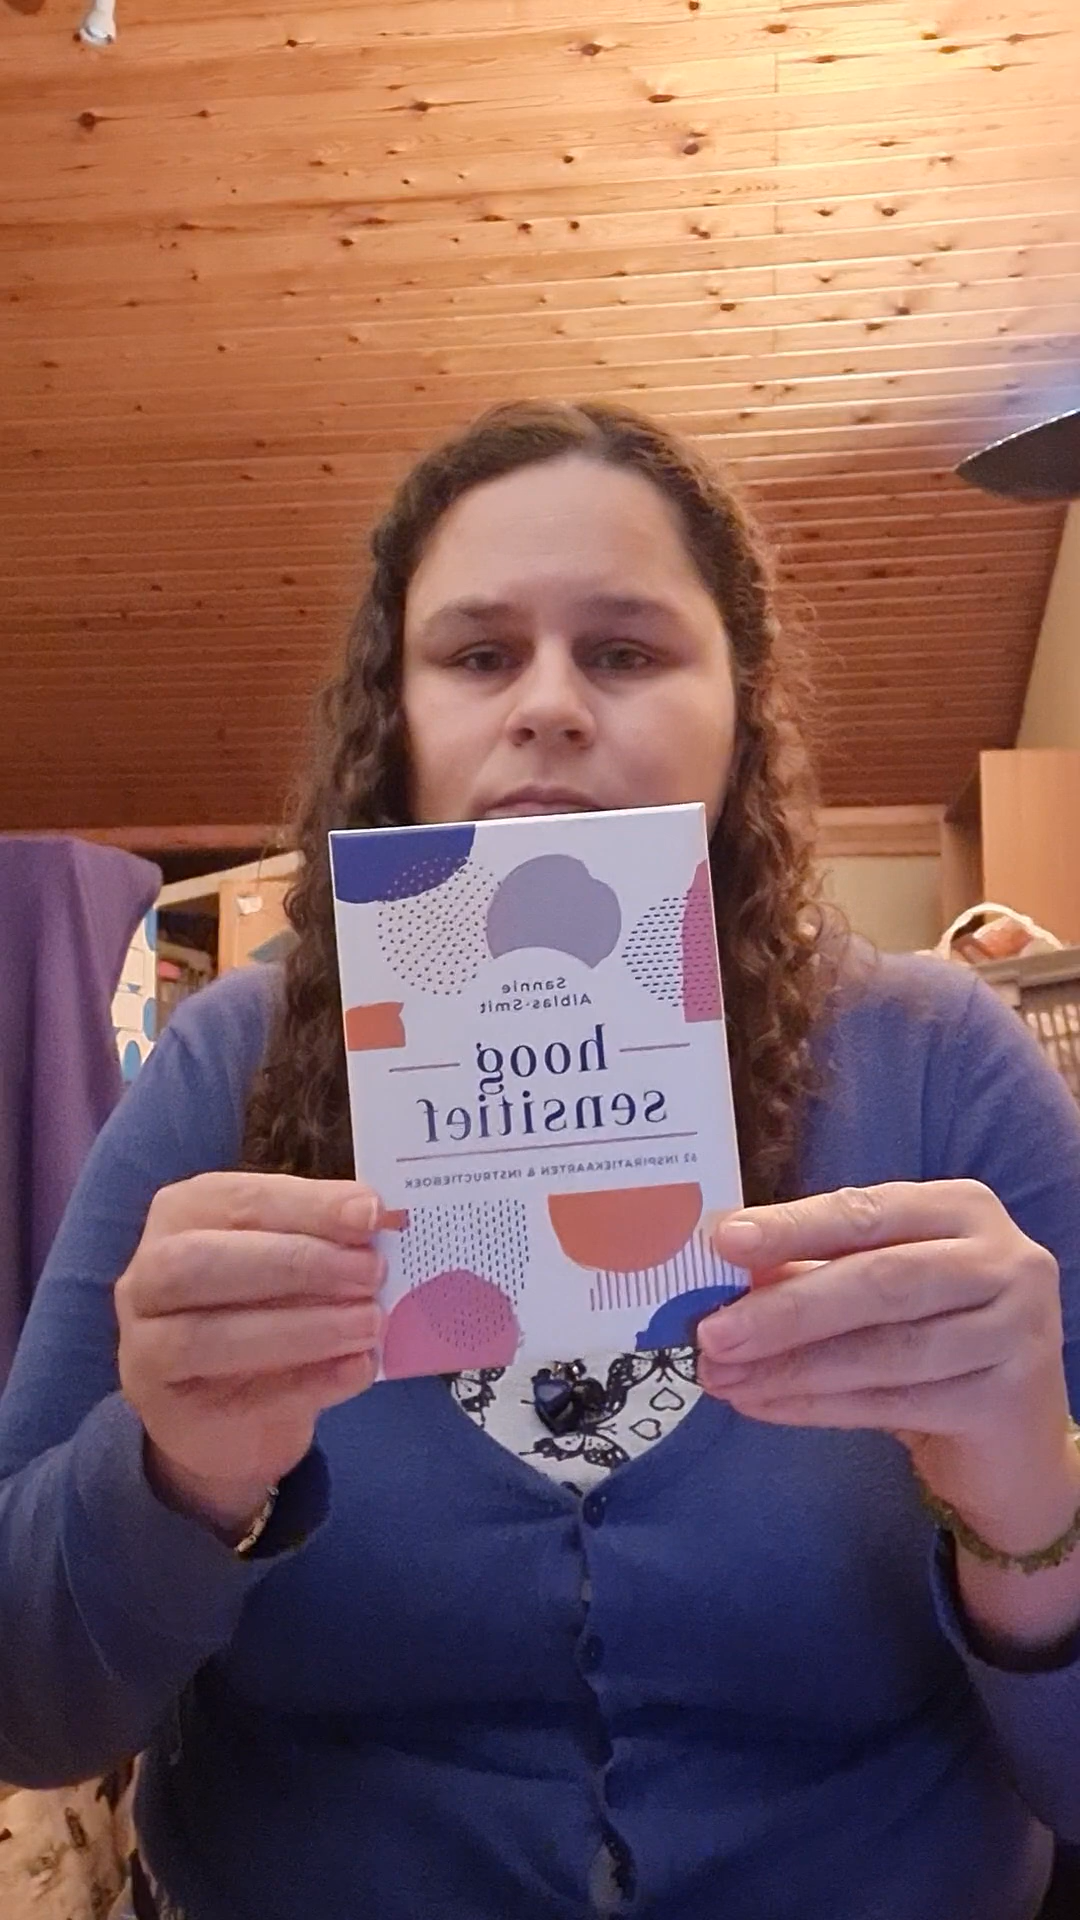 Sannie
Alblas-Smit
hoog
sensitief
52 INSPIRATIEKAARTEN & INSTRUCTIEBOEK